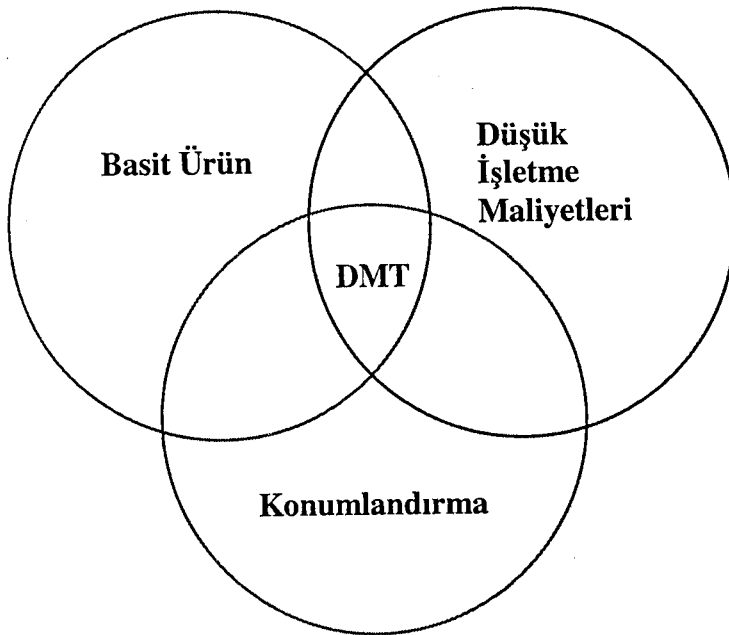 Basit Ürün
Düşük
İşletme
Maliyetleri
DMT
Konumlandırma